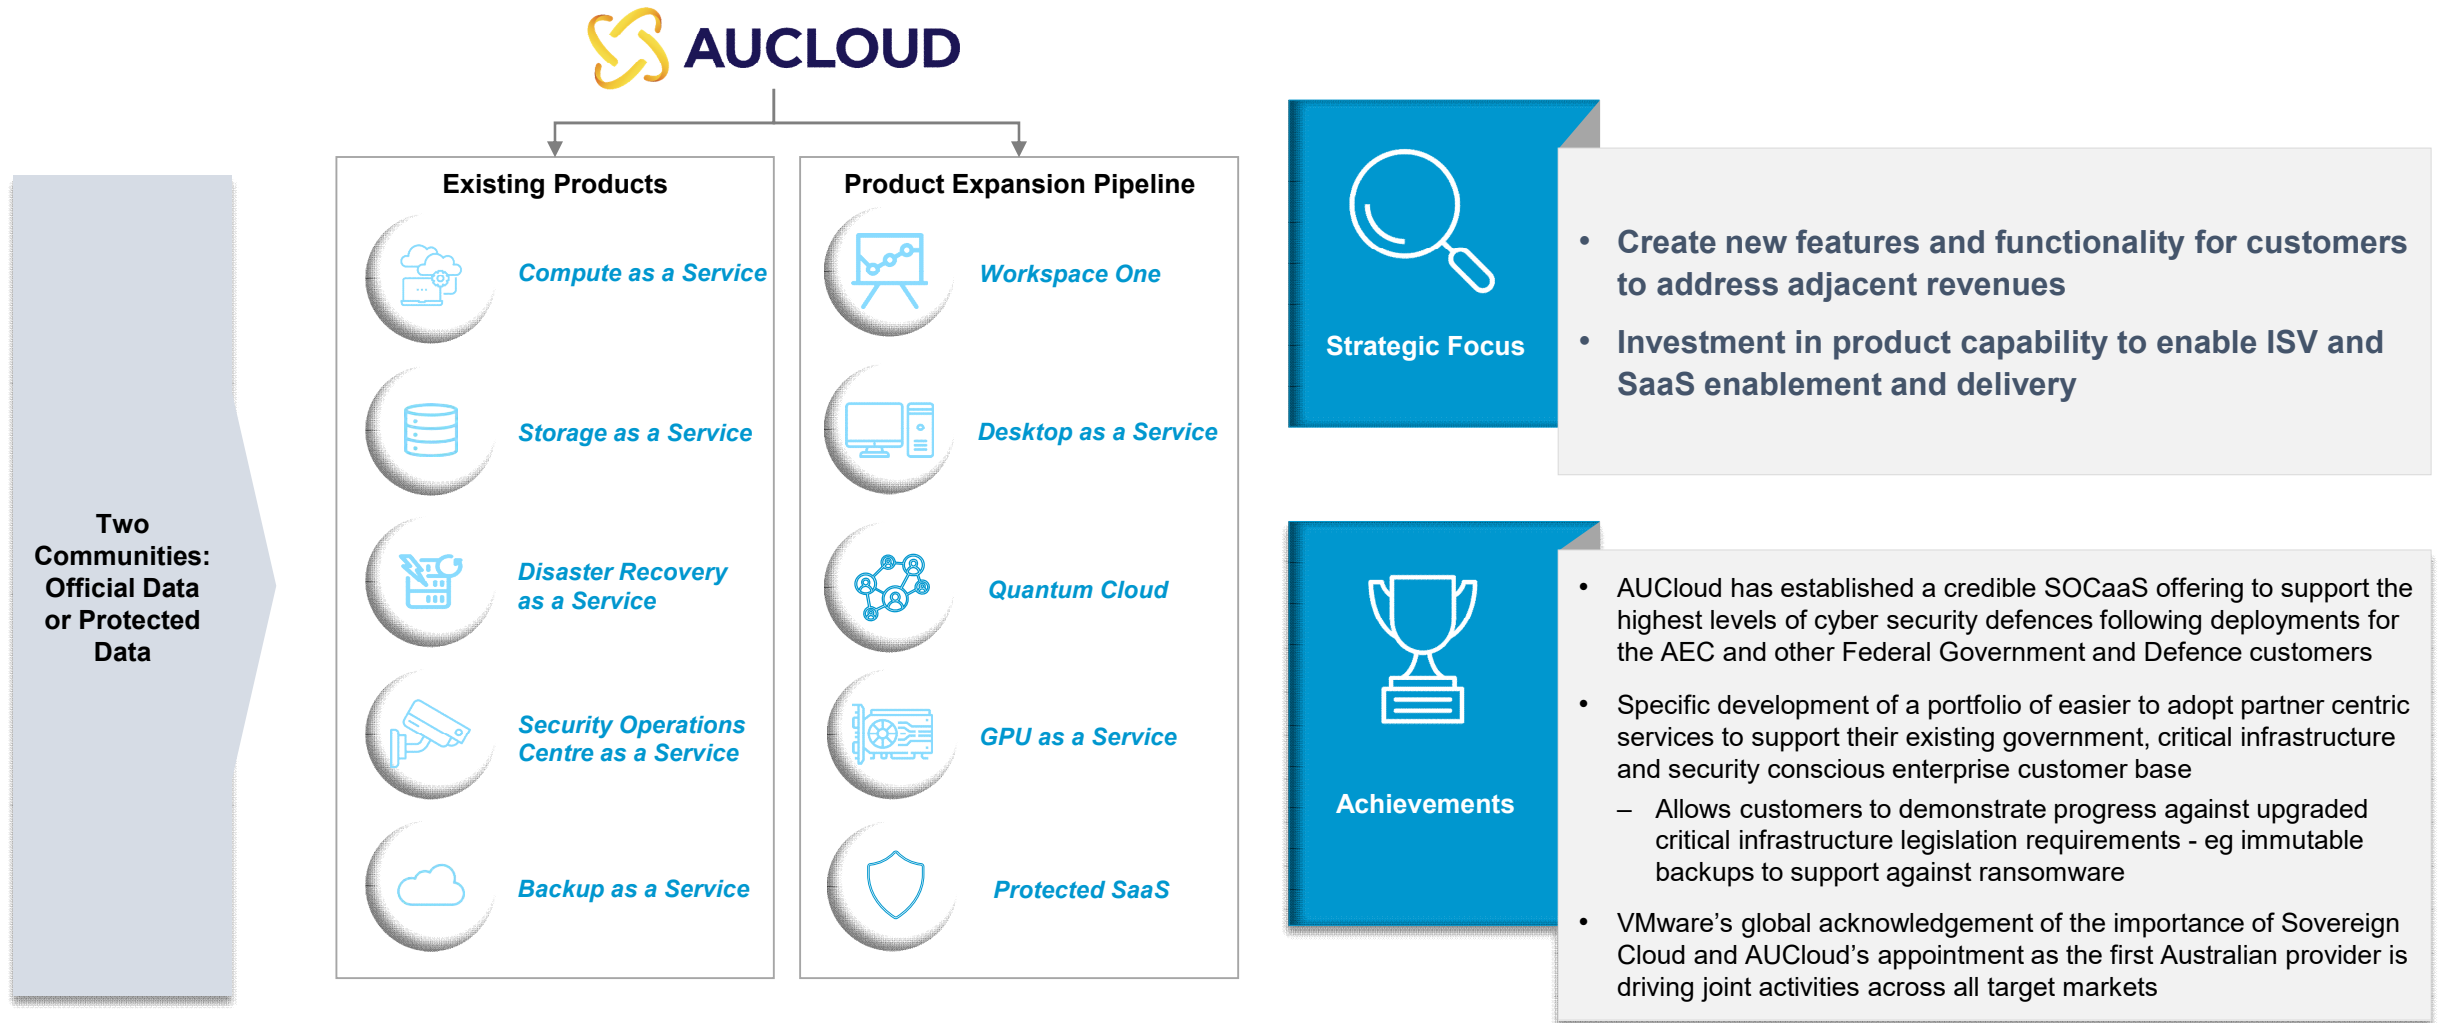 AUCLOUD
Two
Communities:
Official Data
or Protected
Data
Existing Products
Compute as a Service
Storage as a Service
Disaster Recovery
as a Service
Security Operations
Centre as a Service
Backup as a Service
Product Expansion Pipeline
Workspace One
Desktop as a Service
Quantum Cloud
GPU as a Service
Protected SaaS
Strategic Focus
• Create new features and functionality for customers
to address adjacent revenues
• Investment in product capability to enable ISV and
SaaS enablement and delivery
Achievements
• AUCloud has established a credible SOCaaS offering to support the
highest levels of cyber security defences following deployments for
the AEC and other Federal Government and Defence customers
• Specific development of a portfolio of easier to adopt partner centric
services to support their existing government, critical infrastructure
and security conscious enterprise customer base
– Allows customers to demonstrate progress against upgraded
critical infrastructure legislation requirements - eg immutable
backups to support against ransomware
• VMware’s global acknowledgement of the importance of Sovereign
Cloud and AUCloud’s appointment as the first Australian provider is
driving joint activities across all target markets